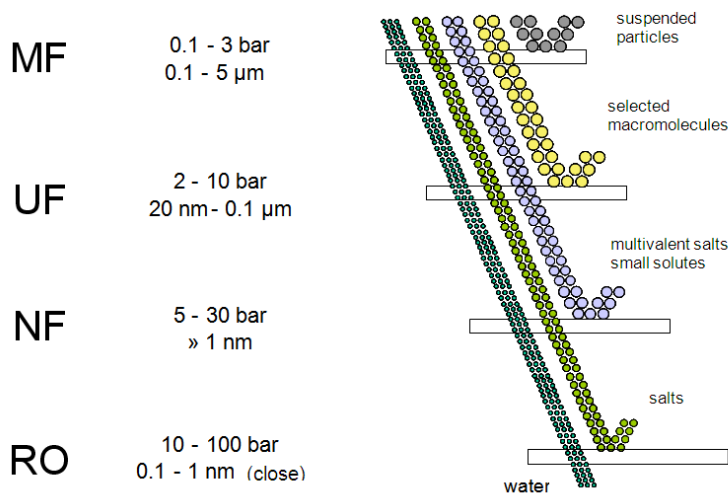 MF
0.1 - 3 bar
0.1 - 5 µm
suspended
particles
selected
macromolecules
UF
2 - 10 bar
20 nm - 0.1 µm
multivalent salts
small solutes
NF
5 - 30 bar
» 1 nm
salts
RO
10 - 100 bar
0.1 - 1 nm (close)
water